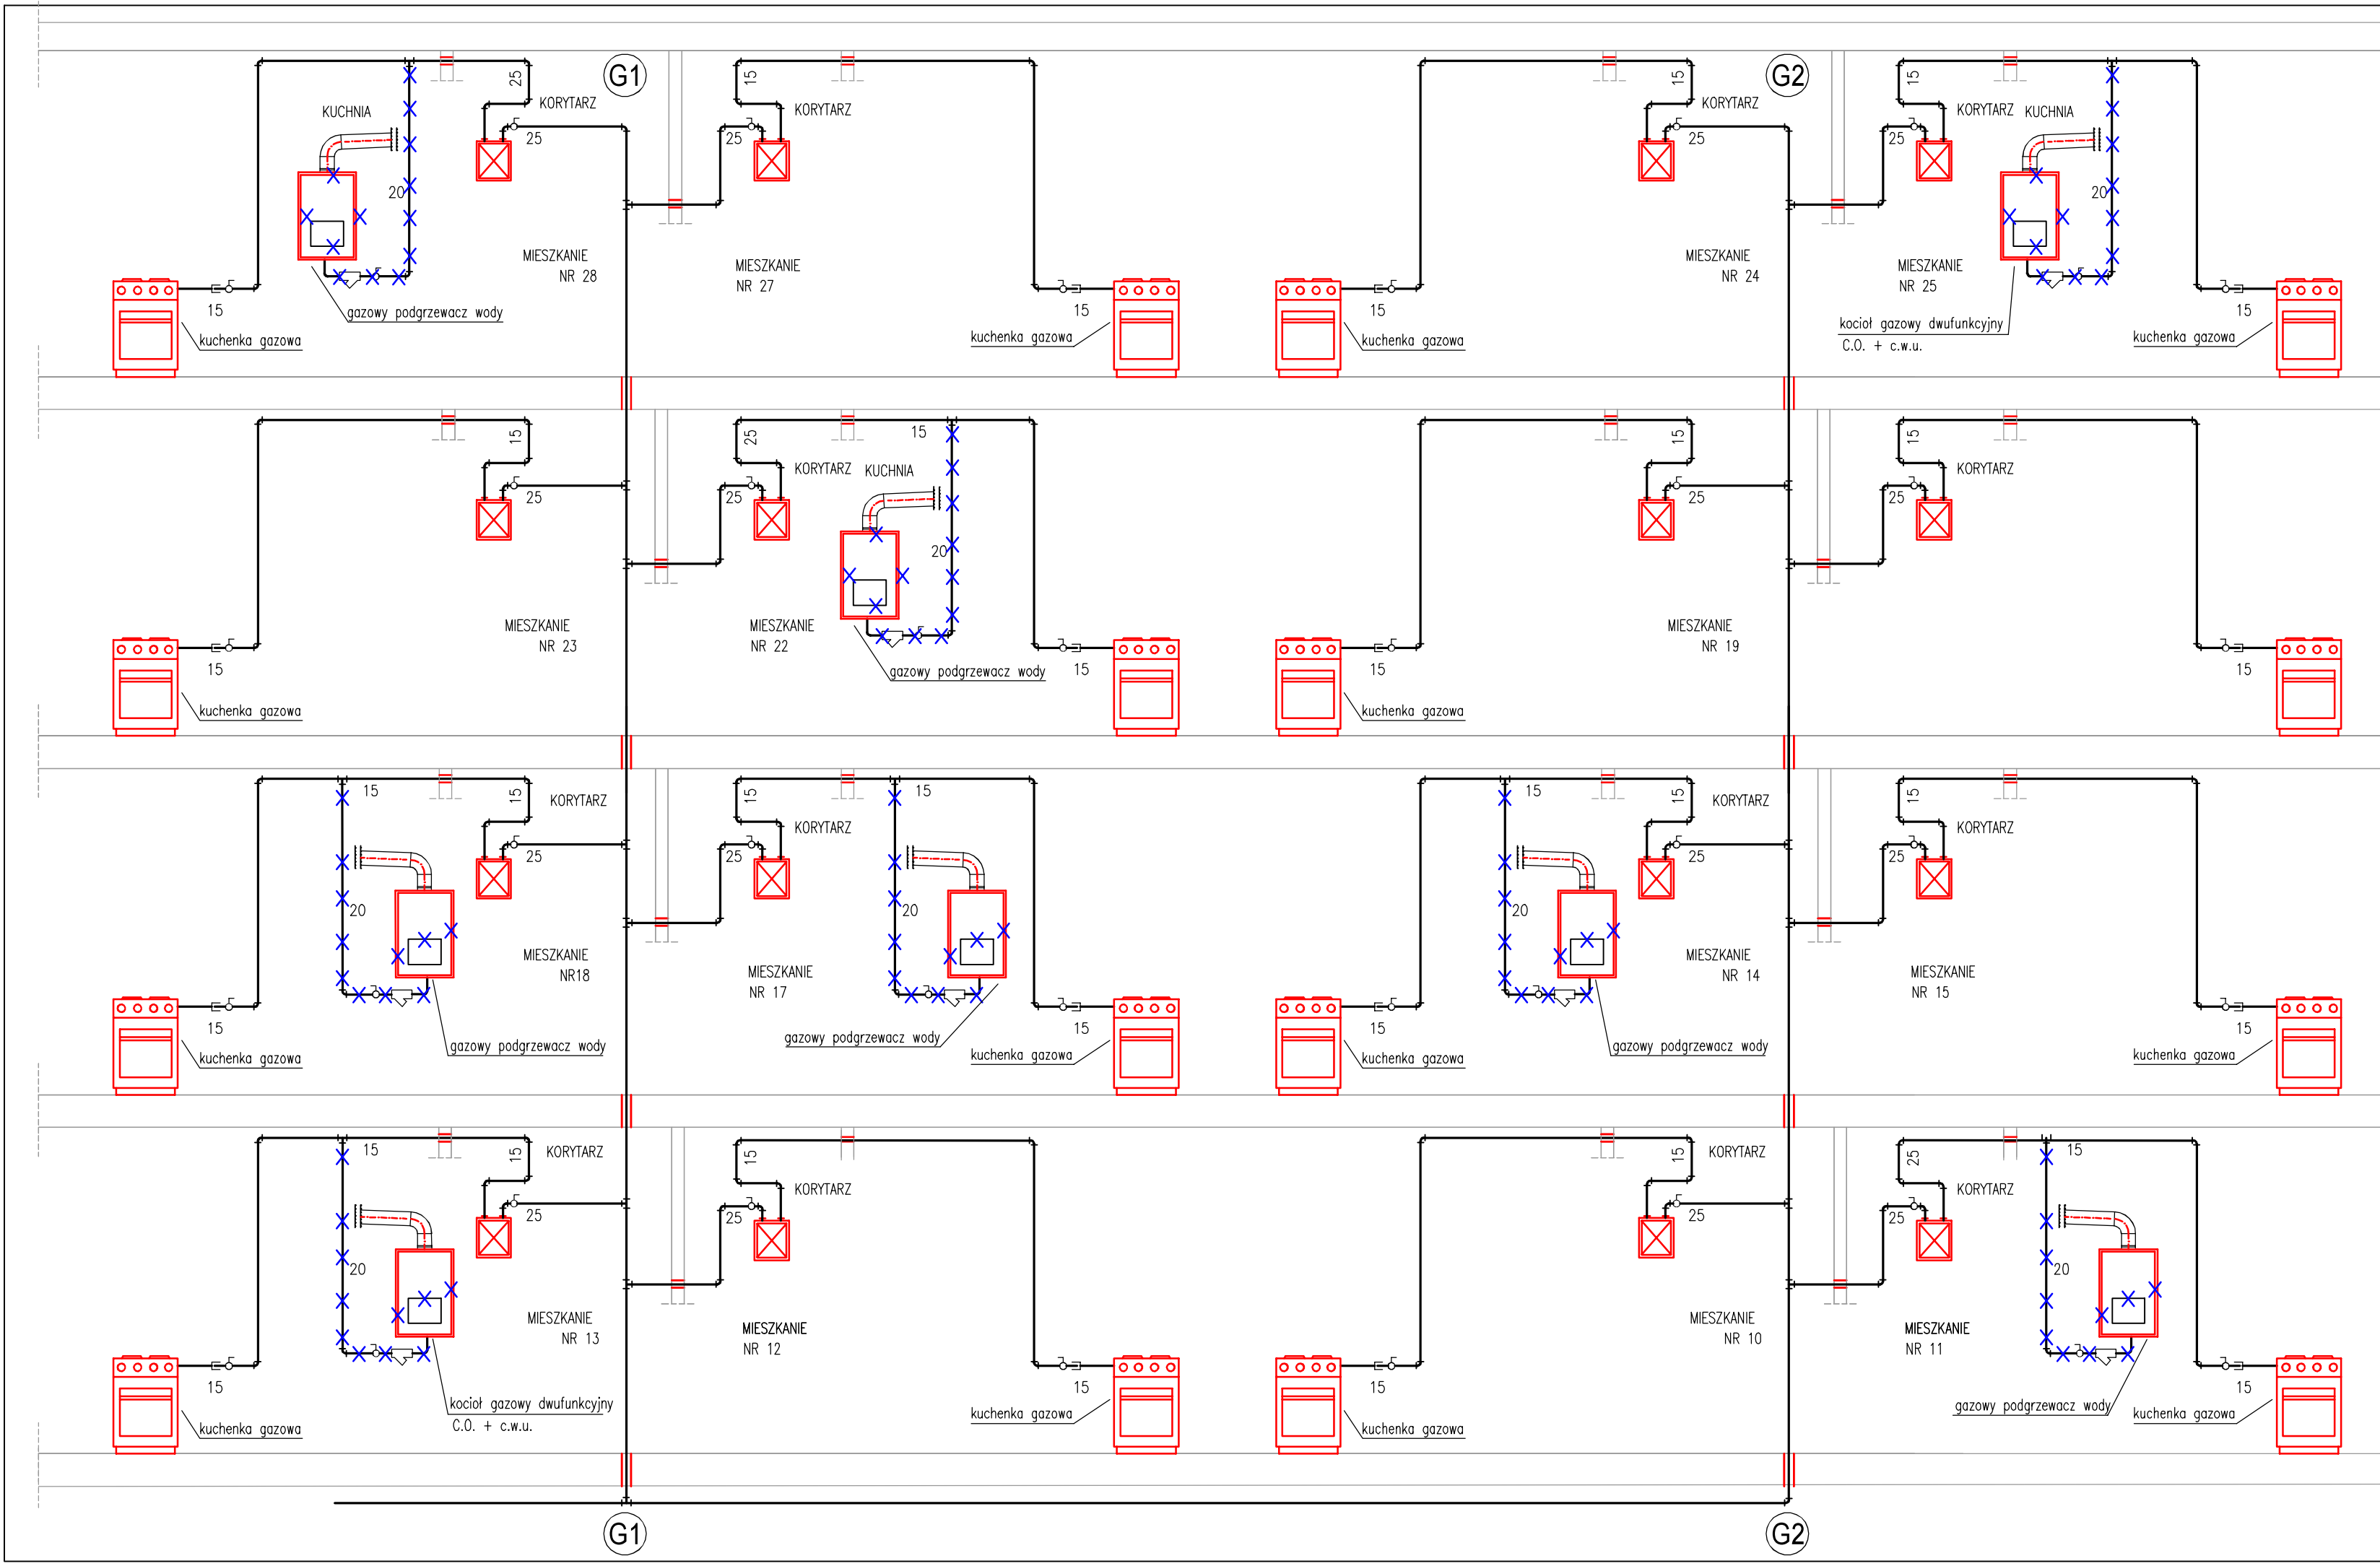 G1
G2
25
KORYTARZ
KUCHNIA
25
20
MIESZKANIE
NR 28
15
gazowy podgrzewacz wody
kuchenka gazowa
15
KORYTARZ
25
MIESZKANIE
NR 27
15
kuchenka gazowa
15
KORYTARZ
25
MIESZKANIE
NR 24
15
kuchenka gazowa
15
KORYTARZ
KUCHNIA
25
20
MIESZKANIE
NR 25
15
kocioł gazowy dwufunkcyjny
C.O. + c.w.u.
kuchenka gazowa
15
25
MIESZKANIE
NR 23
15
kuchenka gazowa
25
15
KORYTARZ
KUCHNIA
25
20
MIESZKANIE
NR 22
15
gazowy podgrzewacz wody
15
25
MIESZKANIE
NR 19
15
kuchenka gazowa
15
KORYTARZ
25
15
15
15
KORYTARZ
25
20
MIESZKANIE
NR18
15
gazowy podgrzewacz wody
kuchenka gazowa
15
15
KORYTARZ
25
20
MIESZKANIE
NR 17
15
gazowy podgrzewacz wody
kuchenka gazowa
15
15
KORYTARZ
25
20
MIESZKANIE
NR 14
15
gazowy podgrzewacz wody
kuchenka gazowa
15
KORYTARZ
25
MIESZKANIE
NR 15
15
kuchenka gazowa
15
15
KORYTARZ
25
20
MIESZKANIE
NR 13
15
kocioł gazowy dwufunkcyjny
C.O. + c.w.u.
kuchenka gazowa
15
KORYTARZ
25
MIESZKANIE
NR 12
15
kuchenka gazowa
15
KORYTARZ
25
MIESZKANIE
NR 10
15
kuchenka gazowa
25
15
KORYTARZ
25
20
MIESZKANIE
NR 11
15
gazowy podgrzewacz wody
kuchenka gazowa
G1
G2